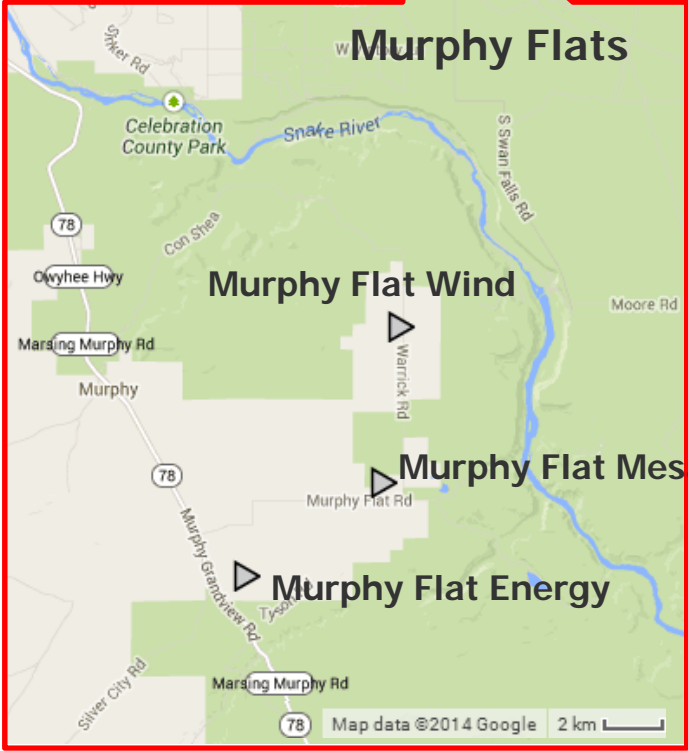 Murphy Flats
Celebration
County Park
Snake River
S Swan Falls Rd
78
Con Shea
Owyhee Hwy
Murphy Flat Wind
Moore Rd
Marsing Murphy Rd
Warrick Rd
Murphy
78
Murphy Flat Mes
Murphy Flat Rd
Murphy Grandview Rd
Murphy Flat Energy
Silver City Rd
Marsing Murphy Rd
78
Map data ©2014 Google
2 km